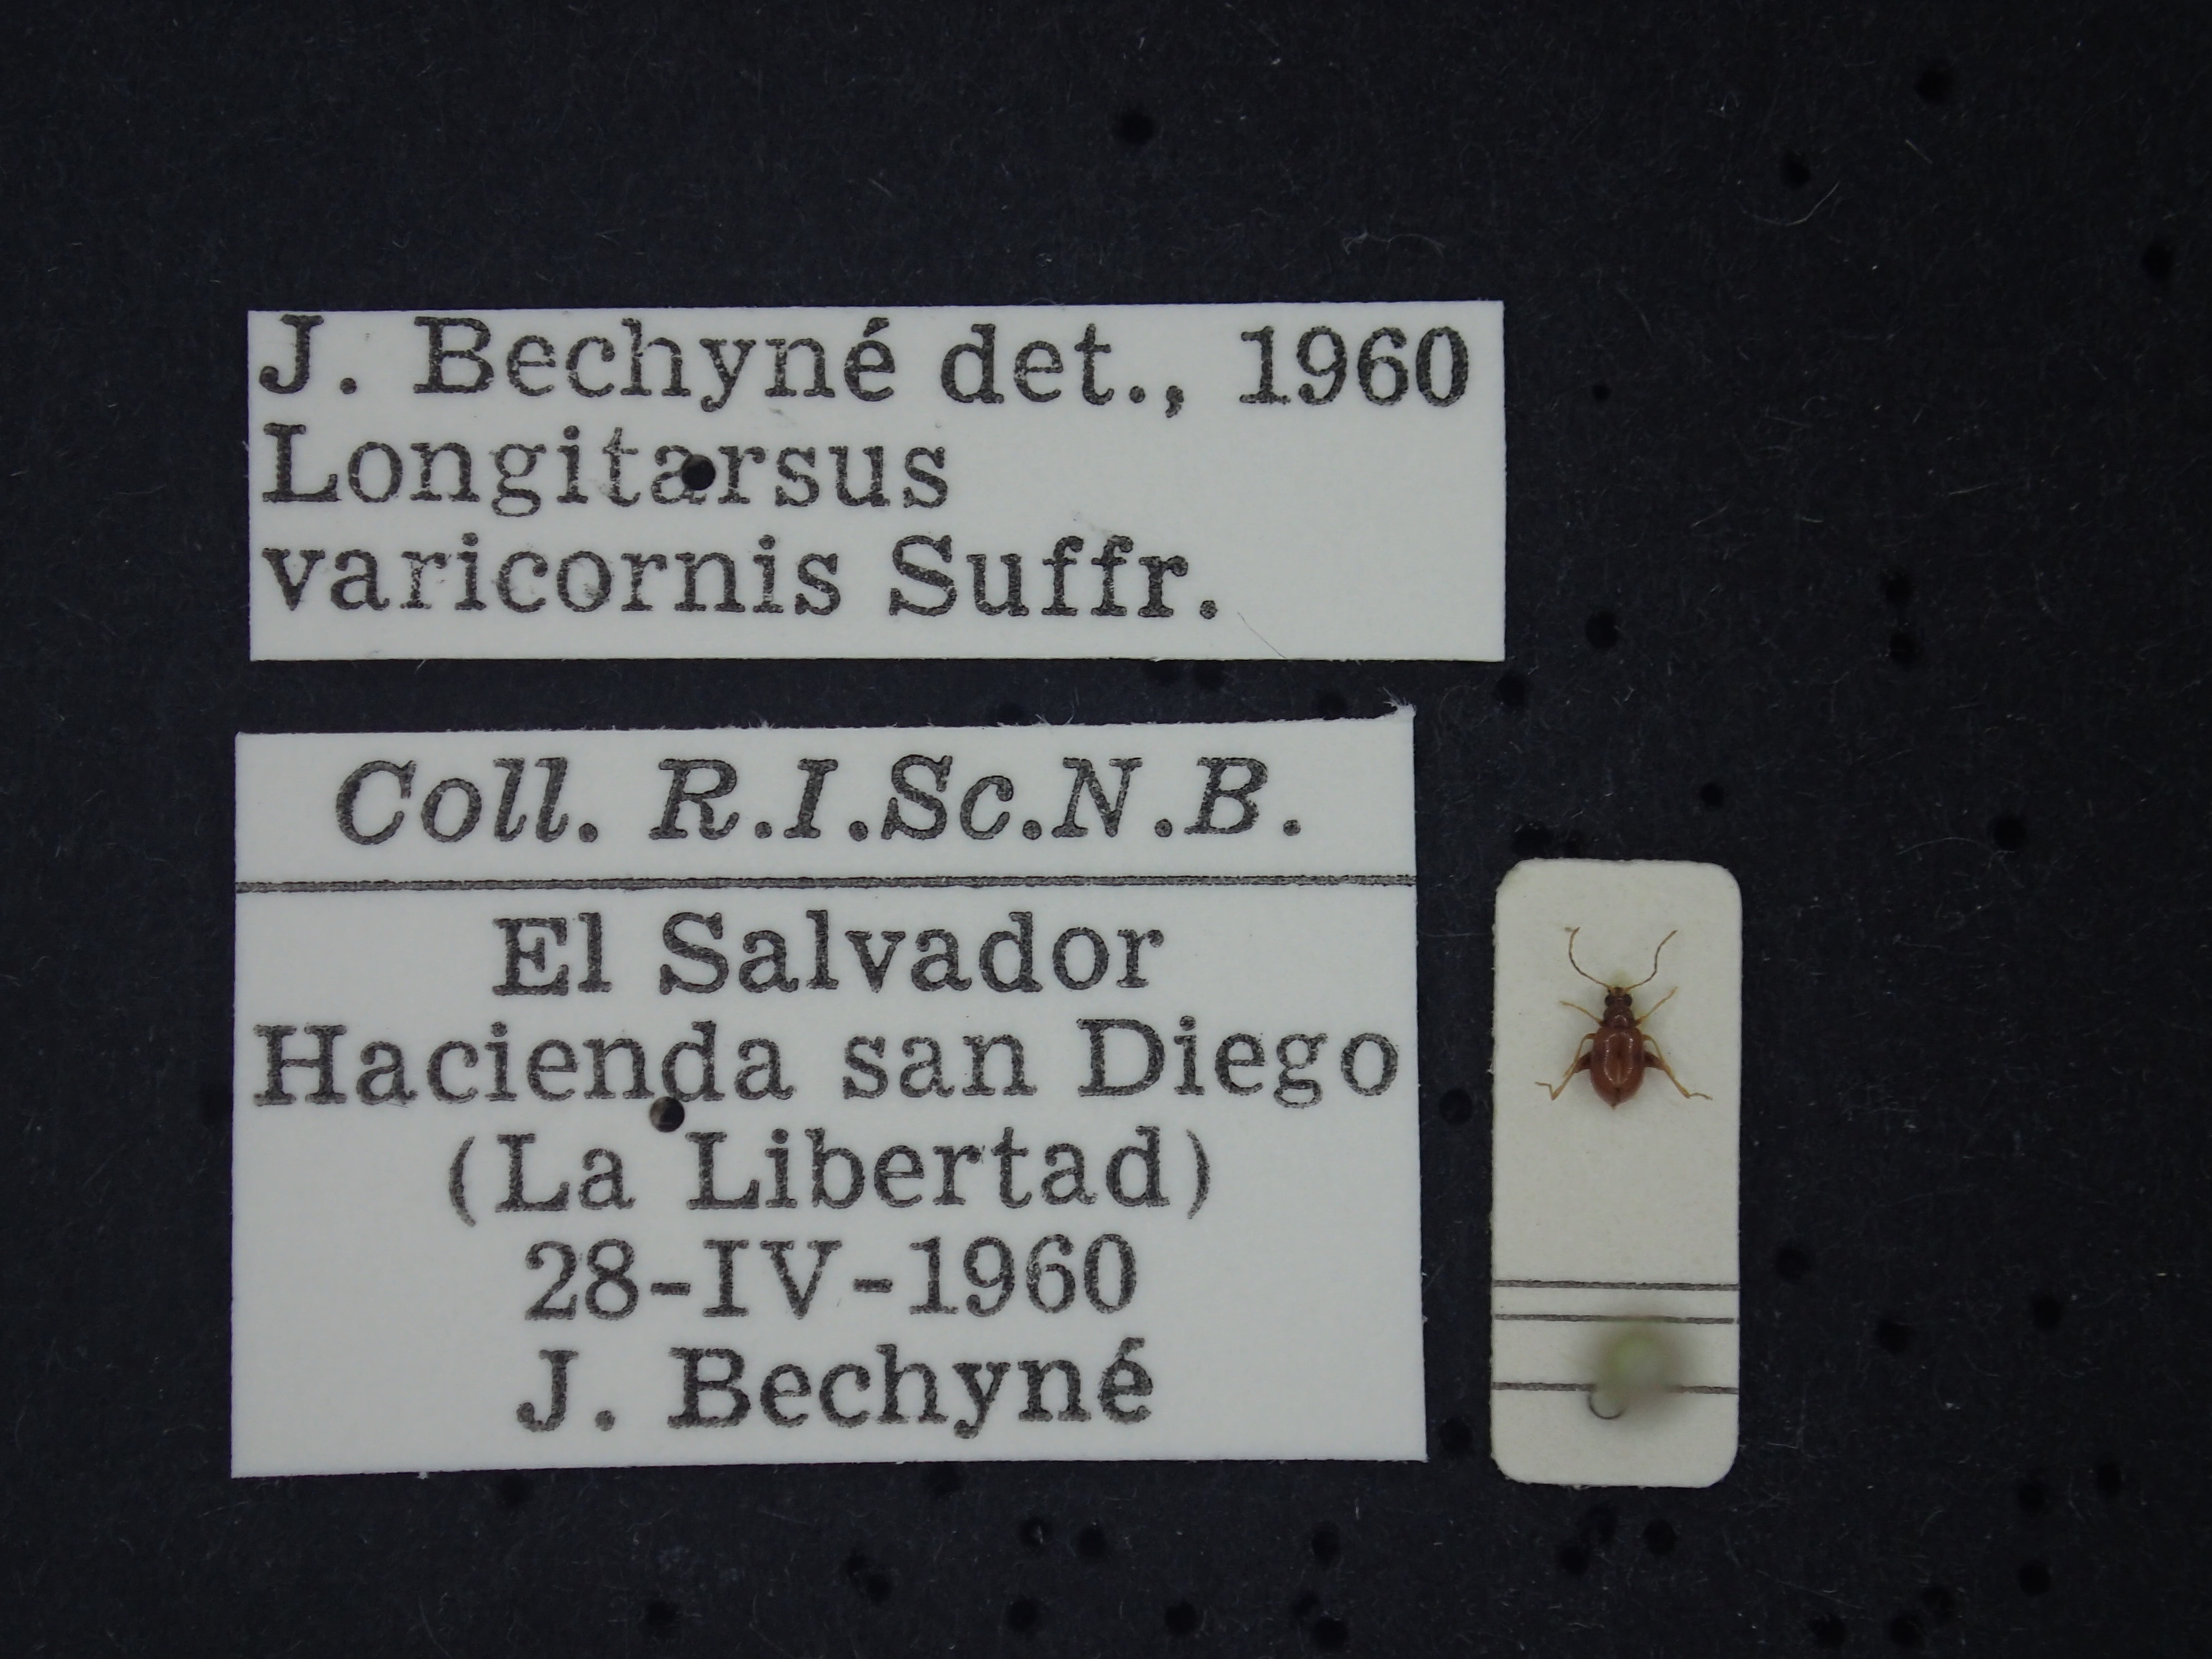 J. Bechyné det., 1960
Longitarsus
varicornis Suffr.
Coll. R.I.Sc.N.B.
El Salvador
Hacienda san Diego
(La Libertad)
28-IV-1960
J. Bechyné